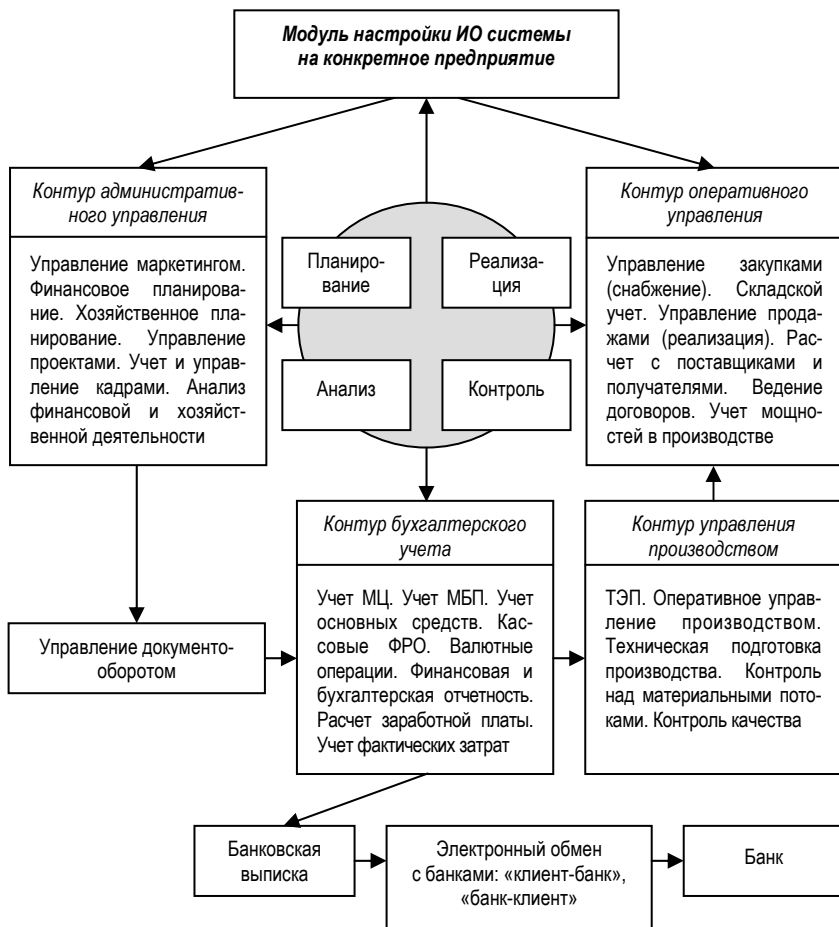 Модуль настройки ИО системы
на конкретное предприятие
Контур административ-
ного управления
Управление маркетингом.
Финансовое планирова-
ние. Хозяйственное пла-
нирование. Управление
проектами. Учет и управ-
ление кадрами. Анализ
финансовой и хозяйст-
венной деятельности
Планиро-
вание
Реализа-
ция
Анализ
Контроль
Контур оперативного
управления
Управление закупками
(снабжение). Складской
учет. Управление прода-
жами (реализация). Рас-
чет с поставщиками и
получателями. Ведение
договоров. Учет мощно-
стей в производстве
Управление документо-
оборотом
Контур бухгалтерского
учета
Учет МЦ. Учет МБП. Учет
основных средств. Кас-
совые ФРО. Валютные
операции. Финансовая и
бухгалтерская отчетность.
Расчет заработной платы.
Учет фактических затрат
Контур управления
производством
ТЭП. Оперативное управ-
ление производством.
Техническая подготовка
производства. Контроль
над материальными пото-
ками. Контроль качества
Банковская
выписка
Электронный обмен
с банками: «клиент-банк»,
«банк-клиент»
Банк